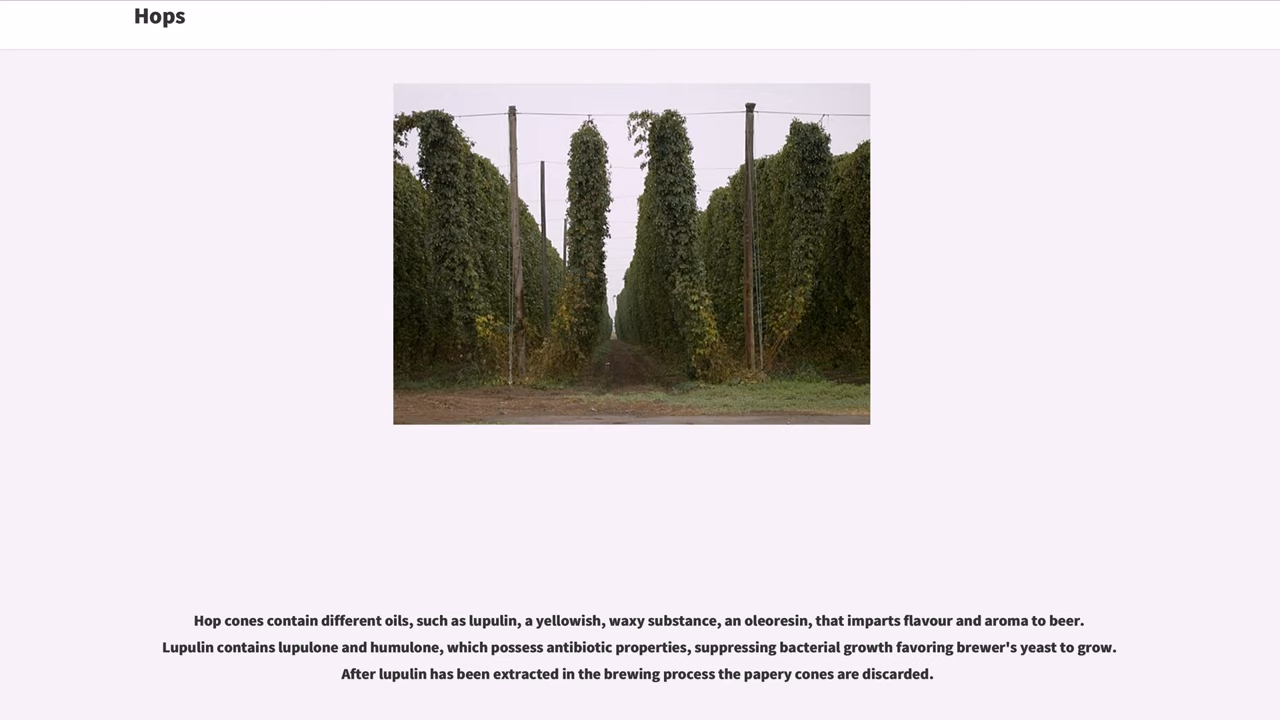 Hops
Hop cones contain different oils, such as lupulin, a yellowish, waxy substance, an oleoresin, that imparts flavour and aroma to beer.
Lupulin contains lupulone and humulone, which possess antibiotic properties, suppressing bacterial growth favoring brewer's yeast to grow.
After lupulin has been extracted in the brewing process the papery cones are discarded.